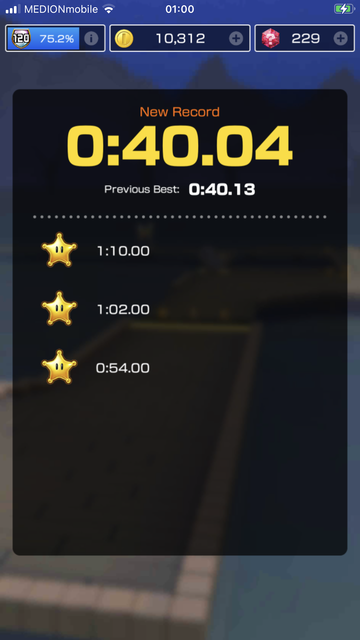 MEDIONmobile 01:00
120 75.2% i 10,312 229
New Record
0:40.04
Previous Best: 0:40.13
1:10.00
1:02.00
0:54.00